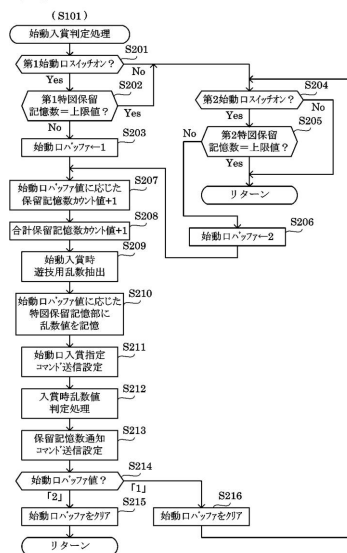 (S101)
始動入賞判定処理
S201
第1始動口スイッチオン?
Yes
No
S202
第1特図保留
記憶数＝上限値?
Yes
No
S203
始動口バッファ←1
S204
第2始動口スイッチオン?
Yes
No
S205
第2特図保留
記憶数＝上限値?
No
Yes
リターン
S206
始動口バッファ←2
S207
始動口バッファ値に応じた
保留記憶数カウント値+1
S208
合計保留記憶数カウント値+1
S209
始動入賞時
遊技用乱数抽出
S210
始動口バッファ値に応じた
特図保留記憶部に
乱数値を記憶
S211
始動口入賞指定
コマンド送信設定
S212
入賞時乱数値
判定処理
S213
保留記憶数通知
コマンド送信設定
S214
始動口バッファ値?
「2」
「1」
S215
始動口バッファをクリア
S216
始動口バッファをクリア
リターン